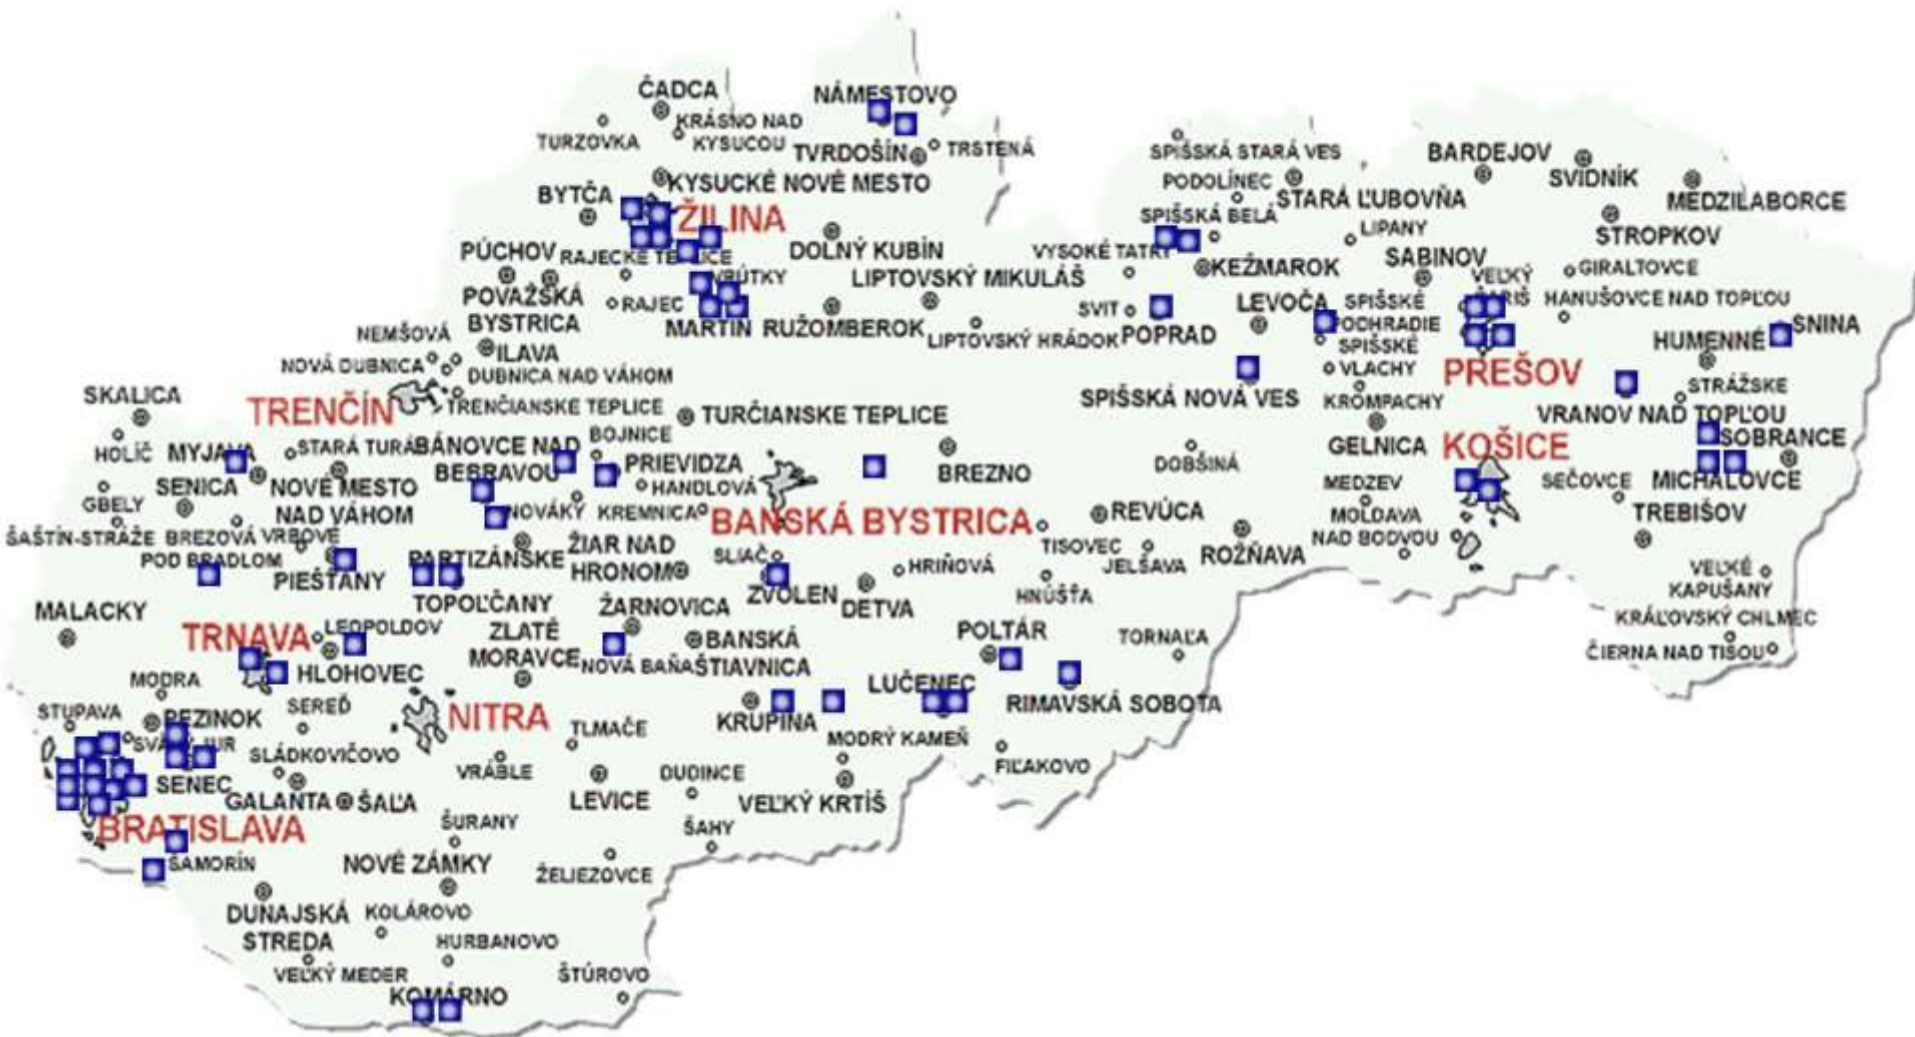 ČADCA
NÁMESTOVO
KRÁSNO NAD
KYSUCOU
TURZOVKA
TVRDOŠÍN
TRSTENÁ
SPIŠSKÁ STARÁ VES
BARDEJOV
SVIDNÍK
MEDZILABORCE
BYTČA
KYSUCKÉ NOVÉ MESTO
PODOLÍNEC
STARÁ ĽUBOVŇA
SPIŠSKÁ BELÁ
LIPANY
STROPKOV
ŽILINA
PÚCHOV
RAJECKÉ TEPLICE
DOLNÝ KUBÍN
VYSOKÉ TATRY
KEŽMAROK
SABINOV
VEĽKÝ
ŠARIŠ
GIRALTOVCE
POVAŽSKÁ
BYSTRICA
RAJEC
VRÚTKY
LIPTOVSKÝ MIKULÁŠ
SVIT
LEVOČA
SPIŠSKÉ
PODHRADIE
HANUŠOVCE NAD TOPĽOU
NEMŠOVÁ
MARTIN
RUŽOMBEROK
LIPTOVSKÝ HRÁDOK
POPRAD
SPIŠSKÉ
VLACHY
HUMENNÉ
SNINA
NOVÁ DUBNICA
ILAVA
DUBNICA NAD VÁHOM
PREŠOV
STRÁŽSKE
SKALICA
TRENČÍN
TRENČIANSKE TEPLICE
TURČIANSKE TEPLICE
SPIŠSKÁ NOVÁ VES
KROMPACHY
VRANOV NAD TOPĽOU
HOLÍČ
MYJAVA
STARÁ TURÁ
BÁNOVCE NAD
BEBRAVOU
BOJNICE
PRIEVIDZA
BREZNO
DOBŠINÁ
GELNICA
KOŠICE
SOBRANCE
GBELY
SENICA
NOVÉ MESTO
NAD VÁHOM
HANDLOVÁ
MEDZEV
SEČOVCE
MICHALOVCE
NOVÁKY
KREMNICA
BANSKÁ BYSTRICA
REVÚCA
MOLDAVA
NAD BODVOU
TREBIŠOV
ŠAŠTÍN-STRÁŽE
BREZOVÁ
POD BRADLOM
VRBOVÉ
PIEŠŤANY
PARTIZÁNSKE
ŽIAR NAD
HRONOM
SLIAČ
HRIŇOVÁ
TISOVEC
JELŠAVA
ROŽŇAVA
VEĽKÉ
KAPUŠANY
MALACKY
TOPOĽČANY
ŽARNOVICA
ZVOLEN
DETVA
HNÚŠŤA
KRÁĽOVSKÝ CHLMEC
TRNAVA
LEOPOLDOV
ZLATÉ
MORAVCE
BANSKÁ
ŠTIAVNICA
POLTÁR
TORNAĽA
ČIERNA NAD TISOU
HLOHOVEC
NOVÁ BAŇA
MODRA
LUČENEC
RIMAVSKÁ SOBOTA
STUPAVA
PEZINOK
SEREĎ
NITRA
KRUPINA
SVÄTÝ JUR
SLÁDKOVIČOVO
TLMAČE
MODRÝ KAMEŇ
VRÁBLE
DUDINCE
FIĽAKOVO
SENEC
GALANTA
ŠAĽA
LEVICE
VEĽKÝ KRTÍŠ
BRATISLAVA
ŠURANY
ŠAHY
ŠAMORÍN
NOVÉ ZÁMKY
ŽELIEZOVCE
DUNAJSKÁ
STREDA
KOLÁROVO
HURBANOVO
VEĽKÝ MEDER
ŠTÚROVO
KOMÁRNO